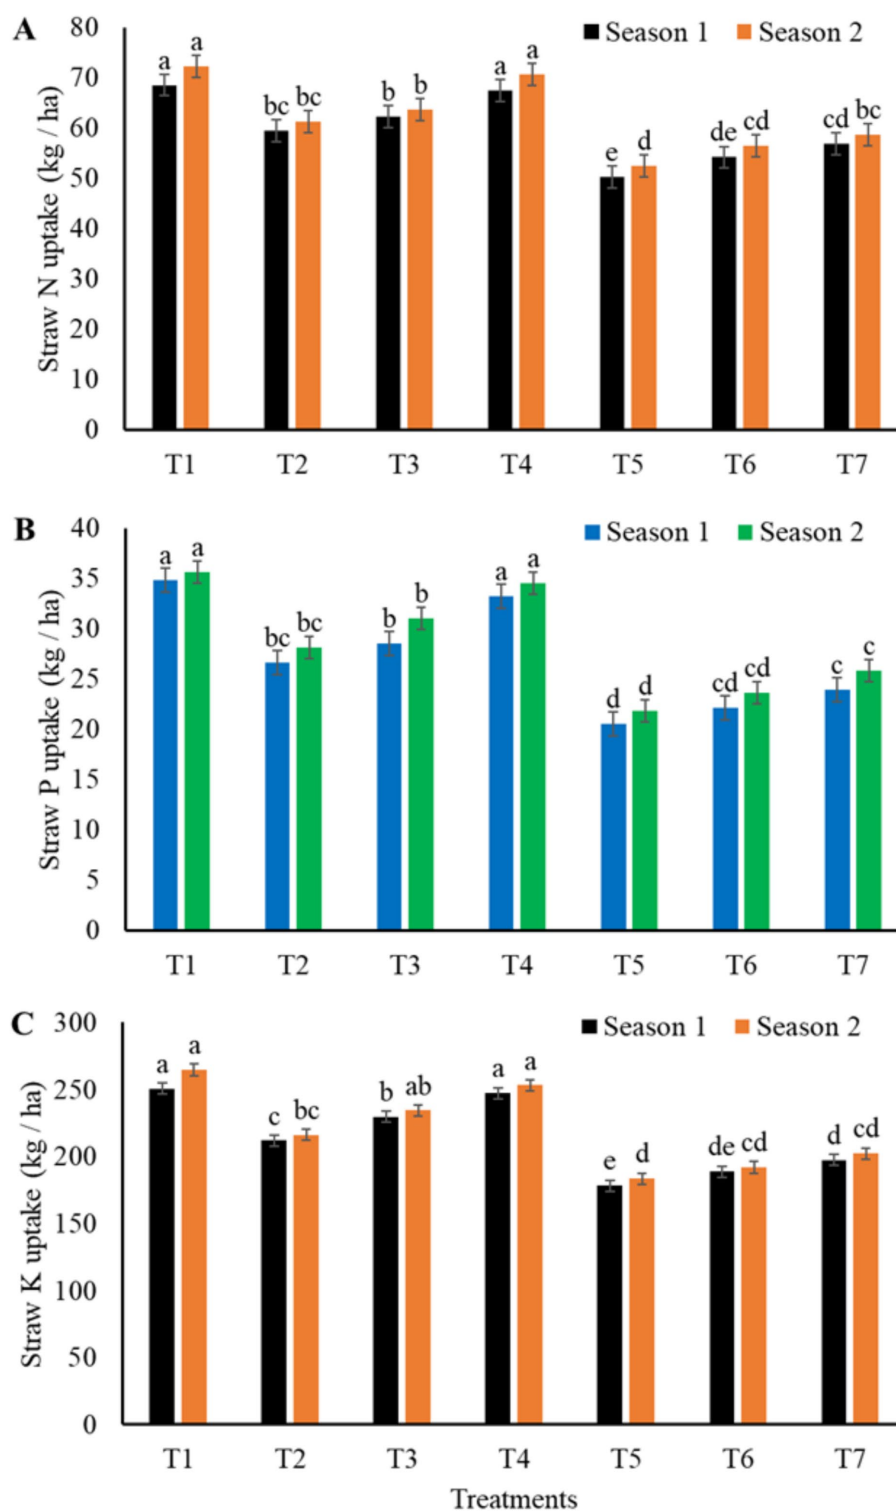 A
Season 1 Season 2
Straw N uptake (kg / ha)
80
70
60
50
40
30
20
10
0
a a bc bc b b a a e d de cd cd bc
T1 T2 T3 T4 T5 T6 T7
B
Season 1 Season 2
Straw P uptake (kg / ha)
40
35
30
25
20
15
10
5
0
a a bc bc b b a a d d cd cd c c
T1 T2 T3 T4 T5 T6 T7
C
Season 1 Season 2
Straw K uptake (kg / ha)
300
250
200
150
100
50
0
a a c bc b ab a a e d de cd d cd
T1 T2 T3 T4 T5 T6 T7
Treatments